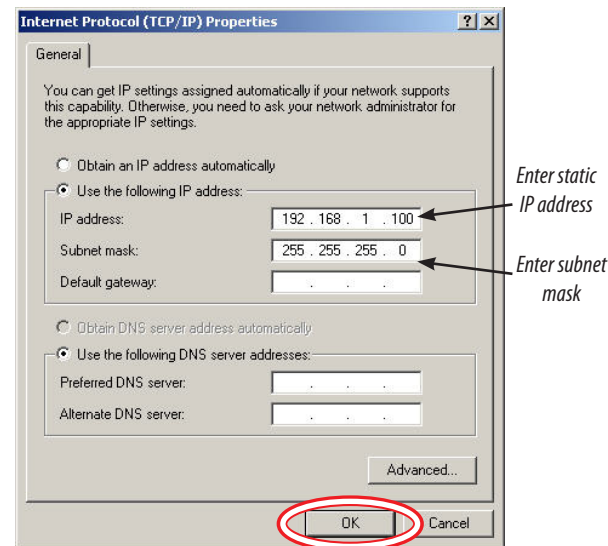 Internet Protocol (TCP/IP) Properties
General
You can get IP settings assigned automatically if your network supports
this capability. Otherwise, you need to ask your network administrator for
the appropriate IP settings.
Obtain an IP address automatically
Use the following IP address:
IP address:
192 . 168 . 1 . 100
Enter static
IP address
Subnet mask:
255 . 255 . 255 . 0
Enter subnet
mask
Default gateway:
. . .
Obtain DNS server address automatically
Use the following DNS server addresses:
Preferred DNS server:
. . .
Alternate DNS server:
. . .
Advanced...
OK
Cancel